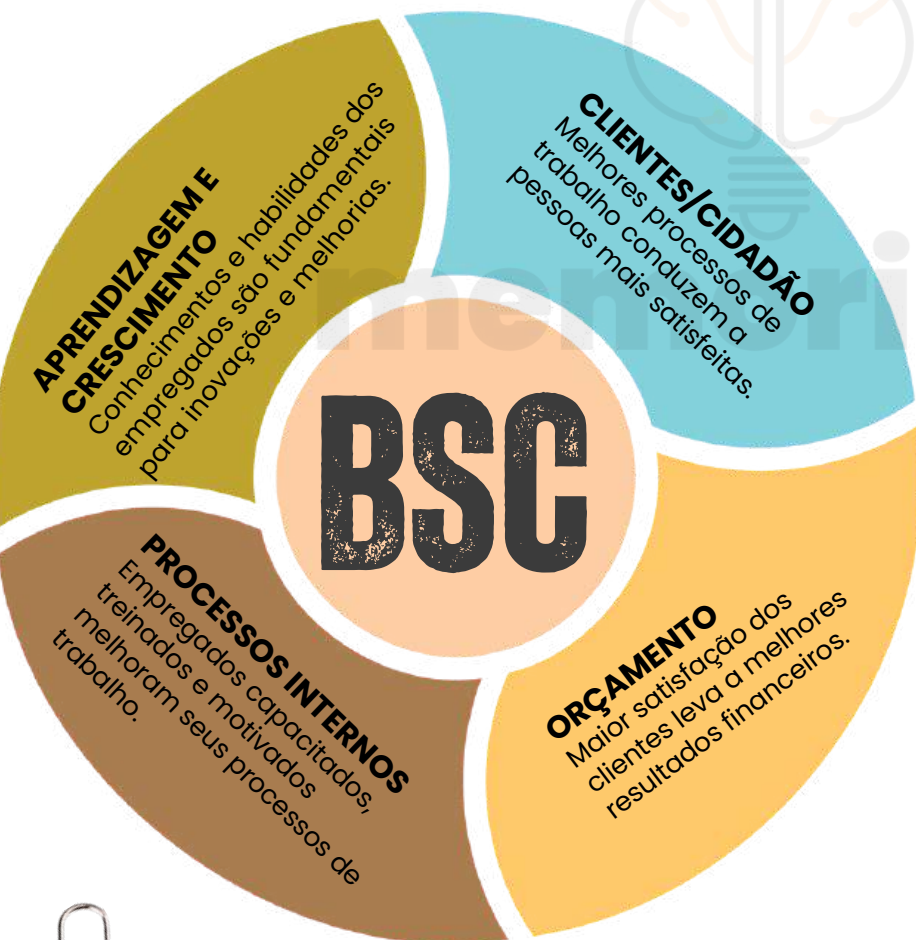 APRENDIZAGEM E
CRESCIMENTO
Conhecimentos e habilidades dos
empregados são fundamentais
para inovações e melhorias.
CLIENTES/CIDADÃO
Melhores processos de
trabalho conduzem a
pessoas mais satisfeitas.
memori
BSC
PROCESSOS INTERNOS
Empregados capacitados,
treinados e motivados
melhoram seus processos de
trabalho.
ORÇAMENTO
Maior satisfação dos
clientes leva a melhores
resultados financeiros.